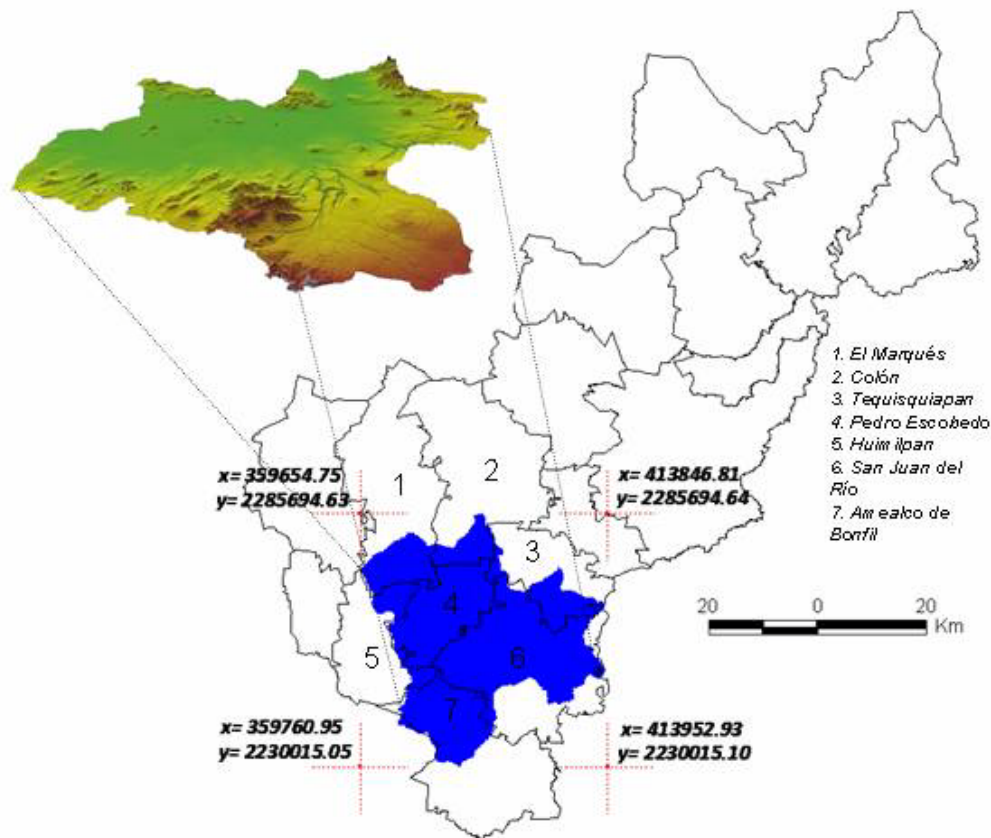 1. El Marqués
2. Colón
3. Tequisquiapan
4. Pedro Escobedo
5. Huimilpan
6. San Juan del
Río
7. Amealco de
Bonfil
x= 359654.75
y= 2285694.63
x= 413846.81
y= 2285694.64
1
2
3
4
5
6
7
20 0 20
Km
x= 359760.95
y= 2230015.05
x= 413952.93
y= 2230015.10